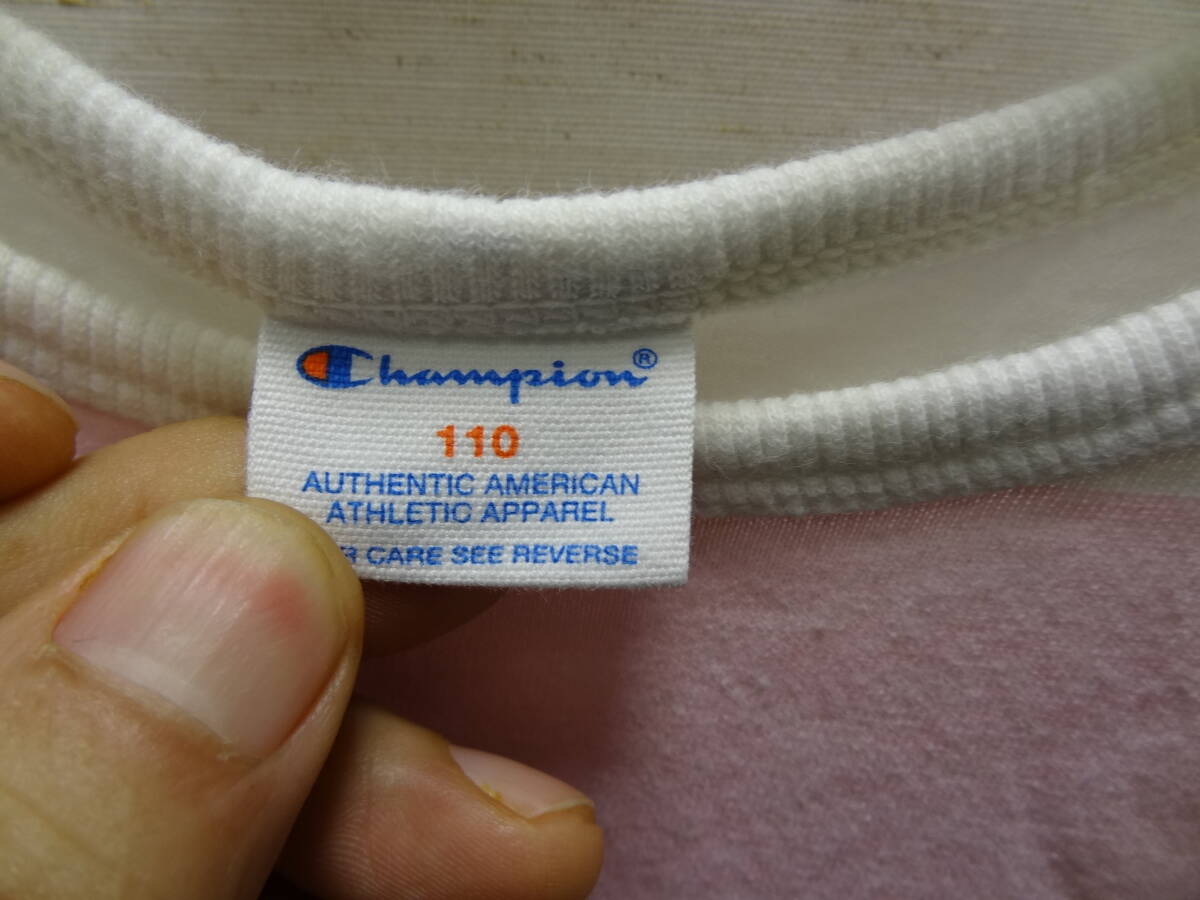 Champion®
110
AUTHENTIC AMERICAN
ATHLETIC APPAREL
CARE SEE REVERSE